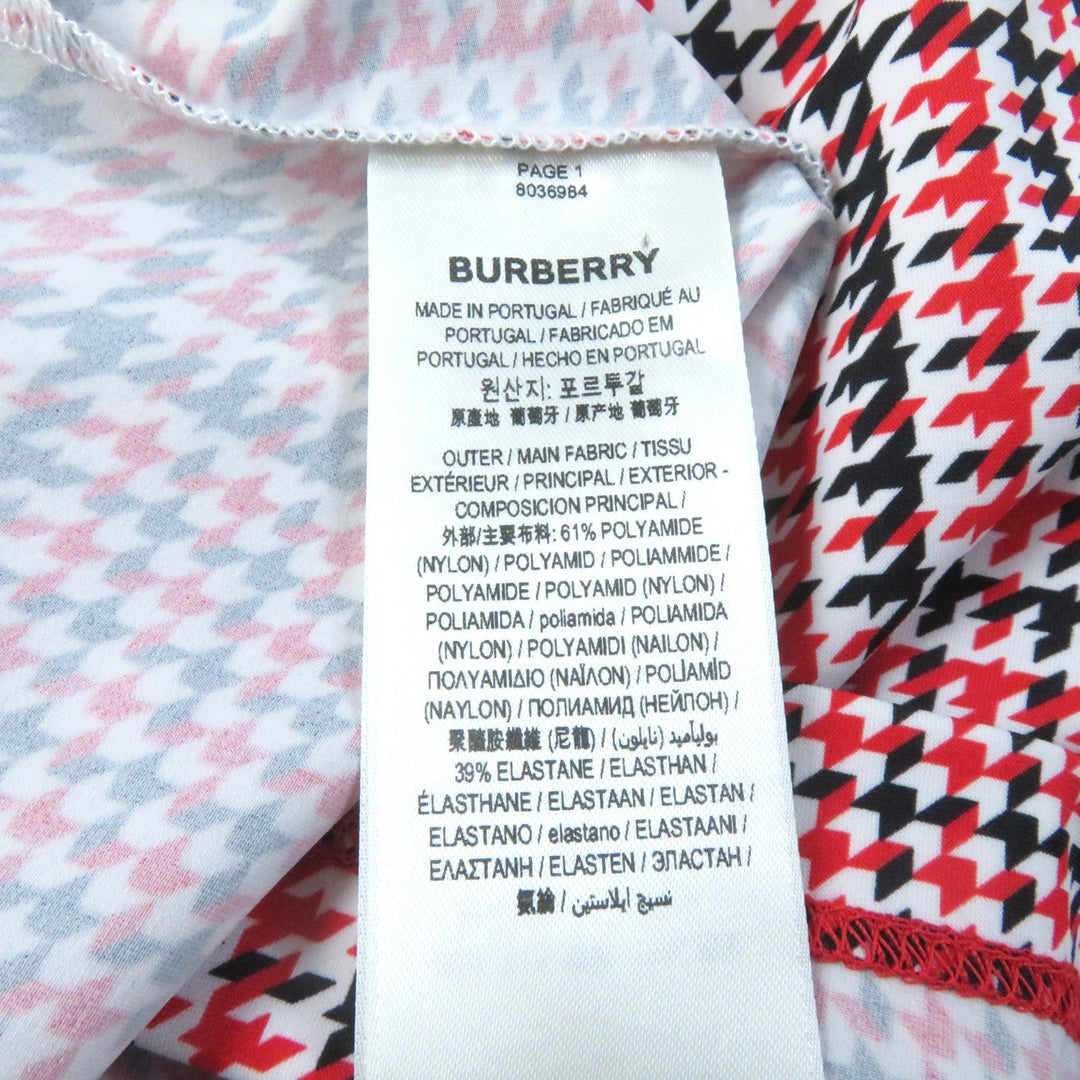 PAGE 1
8036984
BURBERRY
MADE IN PORTUGAL / FABRIQUÉ AU
PORTUGAL / FABRICADO EM
PORTUGAL / HECHO EN PORTUGAL
원산지: 포르투갈
原產地 葡萄牙 / 原产地 葡萄牙
OUTER / MAIN FABRIC / TISSU
EXTÉRIEUR / PRINCIPAL / EXTERIOR -
COMPOSICION PRINCIPAL /
外部/主要布料: 61% POLYAMIDE
(NYLON) / POLYAMID / POLIAMMIDE /
POLYAMIDE / POLYAMID (NYLON) /
POLIAMIDA / poliamida / POLIAMIDA
(NYLON) / POLYAMIDI (NAILON) /
ΠΟΛΥΑΜΙΔΙΟ (ΝΑΪΛΟΝ) / POLİAMİD
(NAYLON) / ПОЛИАМИД (НЕЙЛОН) /
聚醯胺纖維 (尼龍) / بوليأميد (نايلون) /
39% ELASTANE / ELASTHAN /
ÉLASTHANE / ELASTAAN / ELASTAN /
ELASTANO / elastano / ELASTAANI /
ΕΛΑΣΤΑΝΗ / ELASTEN / ЭЛАСТАН /
氨綸 / نسيج ايلاستين